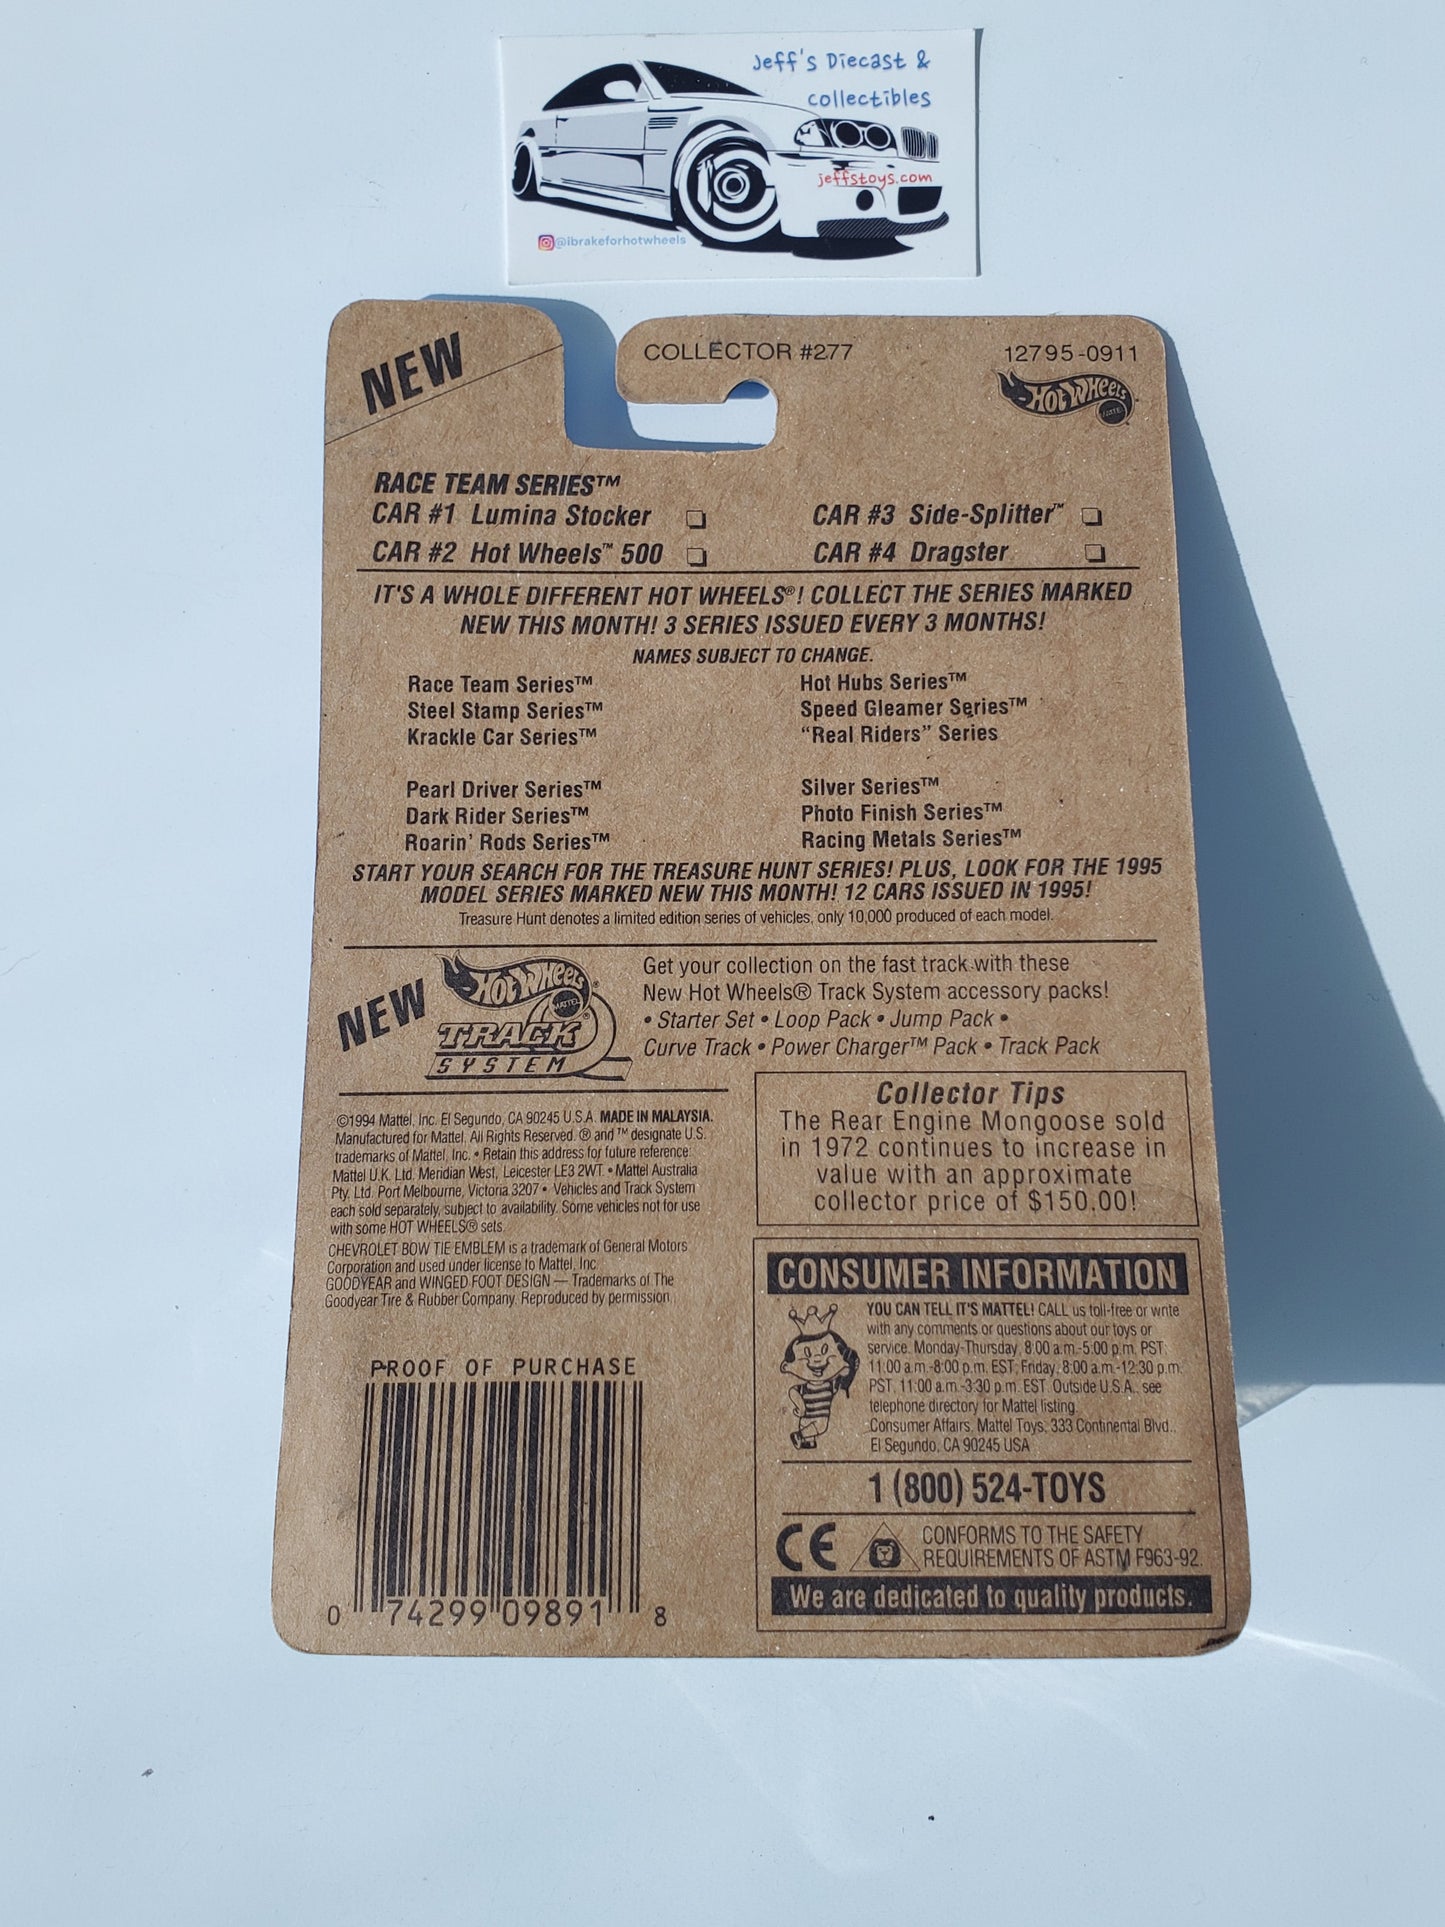 Jeff's Diecast &
collectibles
jeffstoys.com
@ibrakeforhotwheels
NEW
COLLECTOR #277
12795-0911
HOT WHEELS
MATTEL
RACE TEAM SERIES™
CAR #1 Lumina Stocker
CAR #3 Side-Splitter™
CAR #2 Hot Wheels™ 500
CAR #4 Dragster
IT'S A WHOLE DIFFERENT HOT WHEELS®! COLLECT THE SERIES MARKED
NEW THIS MONTH! 3 SERIES ISSUED EVERY 3 MONTHS!
NAMES SUBJECT TO CHANGE.
Race Team Series™
Steel Stamp Series™
Krackle Car Series™
Hot Hubs Series™
Speed Gleamer Series™
"Real Riders" Series
Pearl Driver Series™
Dark Rider Series™
Roarin' Rods Series™
Silver Series™
Photo Finish Series™
Racing Metals Series™
START YOUR SEARCH FOR THE TREASURE HUNT SERIES! PLUS, LOOK FOR THE 1995
MODEL SERIES MARKED NEW THIS MONTH! 12 CARS ISSUED IN 1995!
Treasure Hunt denotes a limited edition series of vehicles, only 10,000 produced of each model.
NEW
HOT WHEELS®
MATTEL
TRACK®
SYSTEM
Get your collection on the fast track with these
New Hot Wheels® Track System accessory packs!
• Starter Set • Loop Pack • Jump Pack •
Curve Track • Power Charger™ Pack • Track Pack
©1994 Mattel, Inc. El Segundo, CA 90245 U.S.A. MADE IN MALAYSIA.
Manufactured for Mattel, All Rights Reserved. ® and ™ designate U.S.
trademarks of Mattel, Inc. • Retain this address for future reference:
Mattel U.K. Ltd. Meridian West, Leicester LE3 2WT. • Mattel Australia
Pty. Ltd. Port Melbourne, Victoria 3207 • Vehicles and Track System
each sold separately, subject to availability. Some vehicles not for use
with some HOT WHEELS® sets.
CHEVROLET BOW TIE EMBLEM is a trademark of General Motors
Corporation and used under license to Mattel, Inc
GOODYEAR and WINGED FOOT DESIGN — Trademarks of The
Goodyear Tire & Rubber Company. Reproduced by permission.
Collector Tips
The Rear Engine Mongoose sold
in 1972 continues to increase in
value with an approximate
collector price of $150.00!
CONSUMER INFORMATION
YOU CAN TELL IT'S MATTEL! CALL us toll-free or write
with any comments or questions about our toys or
service. Monday-Thursday, 8:00 a.m.-5:00 p.m. PST;
11:00 a.m.-8:00 p.m. EST; Friday, 8:00 a.m.-12:30 p.m.
PST, 11:00 a.m.-3:30 p.m. EST. Outside U.S.A., see
telephone directory for Mattel listing.
Consumer Affairs, Mattel Toys, 333 Continental Blvd.,
El Segundo, CA 90245 USA
1 (800) 524-TOYS
CE
CONFORMS TO THE SAFETY
REQUIREMENTS OF ASTM F963-92.
We are dedicated to quality products.
PROOF OF PURCHASE
0 74299 09891 8